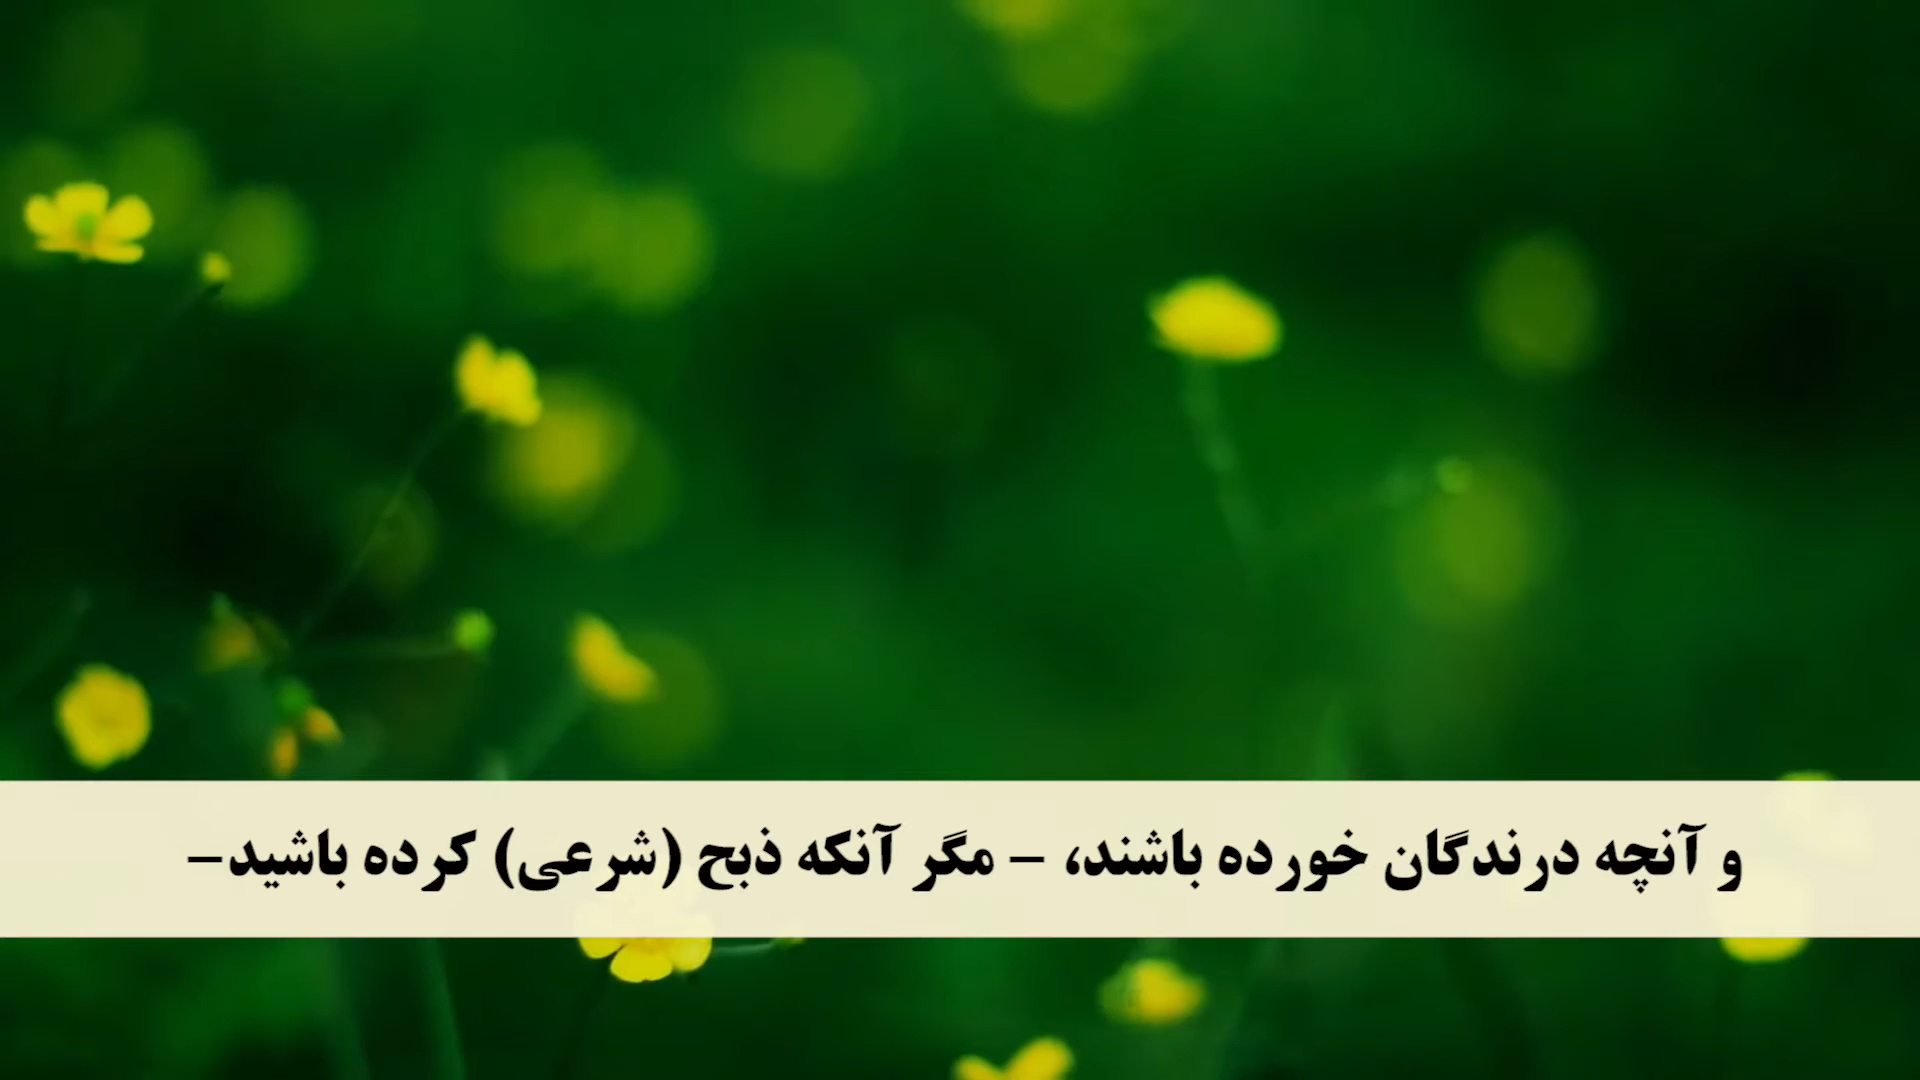 و آنچه درندگان خورده باشند، - مگر آنکه ذبح (شرعی) کرده باشید-